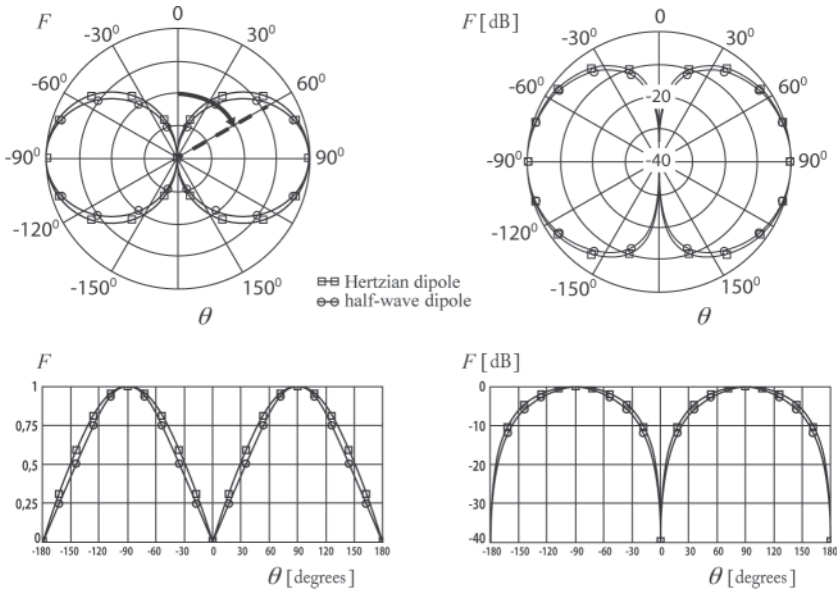 F
0
-30⁰
30⁰
-60⁰
60⁰
-90⁰
90⁰
-120⁰
120⁰
-150⁰
150⁰
θ
F [dB]
0
-30⁰
30⁰
-60⁰
60⁰
-20
-90⁰
-40
90⁰
-120⁰
120⁰
-150⁰
150⁰
θ
Hertzian dipole
half-wave dipole
F
1
0,75
0,5
0,25
0
-180 -150 -120 -90 -60 -30 0 30 60 90 120 150 180
θ [degrees]
F [dB]
0
-10
-20
-30
-40
-180 -150 -120 -90 -60 -30 0 30 60 90 120 150 180
θ [degrees]